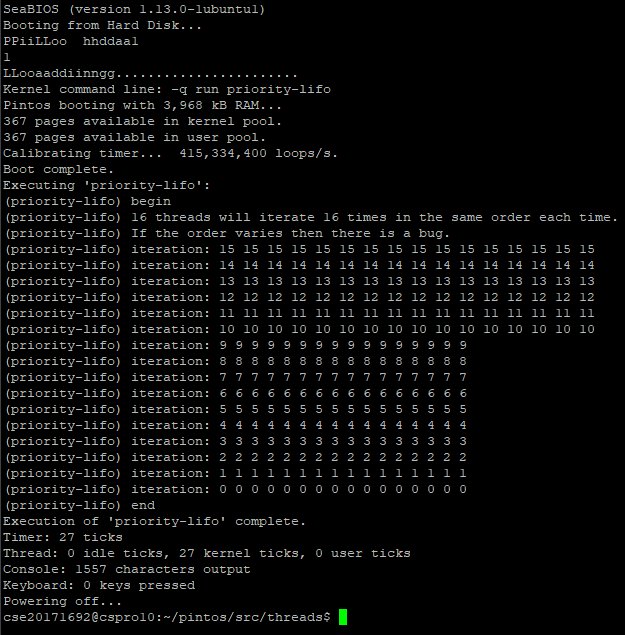 SeaBIOS (version 1.13.0-1ubuntu1)
Booting from Hard Disk...
PPiiLLoo  hhddaa1
1
LLooaaddiinngg.......................
Kernel command line: -q run priority-lifo
Pintos booting with 3,968 kB RAM...
367 pages available in kernel pool.
367 pages available in user pool.
Calibrating timer...  415,334,400 loops/s.
Boot complete.
Executing 'priority-lifo':
(priority-lifo) begin
(priority-lifo) 16 threads will iterate 16 times in the same order each time.
(priority-lifo) If the order varies then there is a bug.
(priority-lifo) iteration: 15 15 15 15 15 15 15 15 15 15 15 15 15 15 15 15
(priority-lifo) iteration: 14 14 14 14 14 14 14 14 14 14 14 14 14 14 14 14
(priority-lifo) iteration: 13 13 13 13 13 13 13 13 13 13 13 13 13 13 13 13
(priority-lifo) iteration: 12 12 12 12 12 12 12 12 12 12 12 12 12 12 12 12
(priority-lifo) iteration: 11 11 11 11 11 11 11 11 11 11 11 11 11 11 11 11
(priority-lifo) iteration: 10 10 10 10 10 10 10 10 10 10 10 10 10 10 10 10
(priority-lifo) iteration: 9 9 9 9 9 9 9 9 9 9 9 9 9 9 9 9
(priority-lifo) iteration: 8 8 8 8 8 8 8 8 8 8 8 8 8 8 8 8
(priority-lifo) iteration: 7 7 7 7 7 7 7 7 7 7 7 7 7 7 7 7
(priority-lifo) iteration: 6 6 6 6 6 6 6 6 6 6 6 6 6 6 6 6
(priority-lifo) iteration: 5 5 5 5 5 5 5 5 5 5 5 5 5 5 5 5
(priority-lifo) iteration: 4 4 4 4 4 4 4 4 4 4 4 4 4 4 4 4
(priority-lifo) iteration: 3 3 3 3 3 3 3 3 3 3 3 3 3 3 3 3
(priority-lifo) iteration: 2 2 2 2 2 2 2 2 2 2 2 2 2 2 2 2
(priority-lifo) iteration: 1 1 1 1 1 1 1 1 1 1 1 1 1 1 1 1
(priority-lifo) iteration: 0 0 0 0 0 0 0 0 0 0 0 0 0 0 0 0
(priority-lifo) end
Execution of 'priority-lifo' complete.
Timer: 27 ticks
Thread: 0 idle ticks, 27 kernel ticks, 0 user ticks
Console: 1557 characters output
Keyboard: 0 keys pressed
Powering off...
cse20171692@cspro10:~/pintos/src/threads$